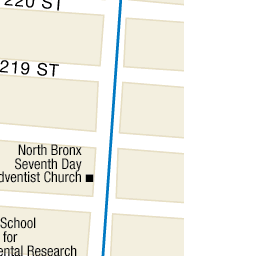 220 ST
219 ST
North Bronx
Seventh Day
dventist Church
School
for
ental Research